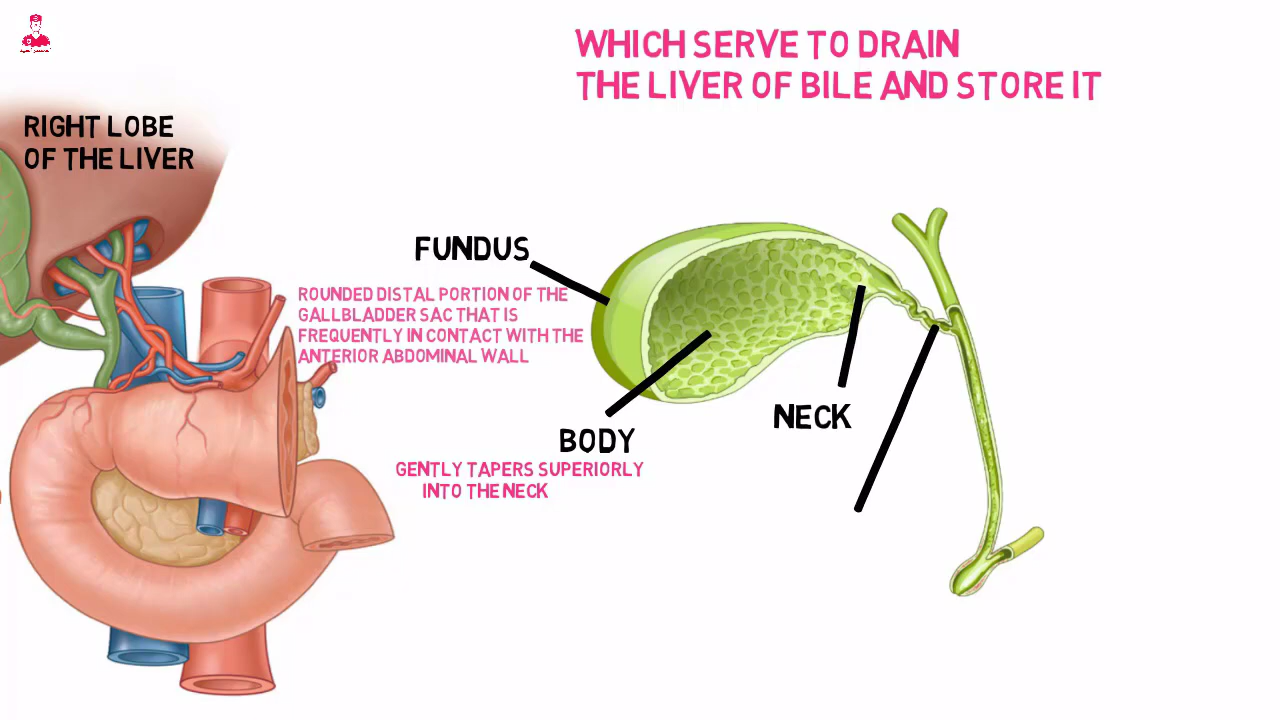 WHICH SERVE TO DRAIN
THE LIVER OF BILE AND STORE IT
RIGHT LOBE
OF THE LIVER
FUNDUS
ROUNDED DISTAL PORTION OF THE
GALLBLADDER SAC THAT IS
FREQUENTLY IN CONTACT WITH THE
ANTERIOR ABDOMINAL WALL
NECK
BODY
GENTLY TAPERS SUPERIORLY
INTO THE NECK